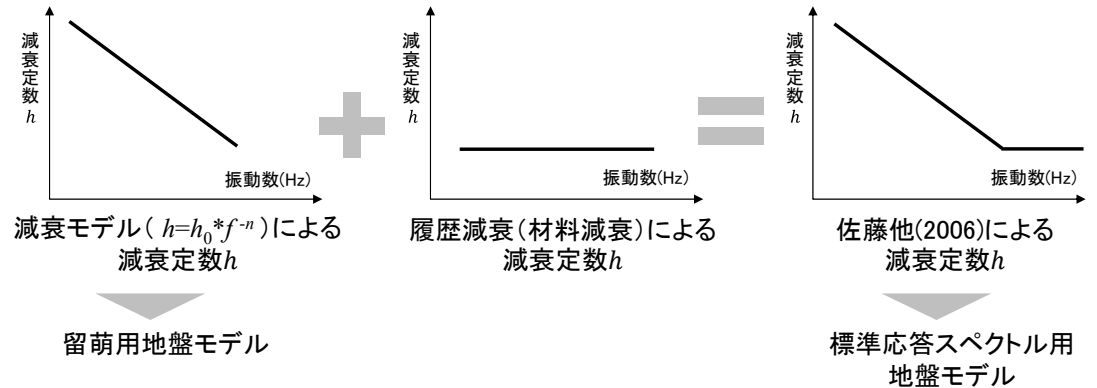 減衰定数h
振動数(Hz)
減衰モデル( h=h₀*f⁻ⁿ)による
減衰定数h
留萌用地盤モデル
減衰定数h
振動数(Hz)
履歴減衰(材料減衰)による
減衰定数h
減衰定数h
振動数(Hz)
佐藤他(2006)による
減衰定数h
標準応答スペクトル用
地盤モデル